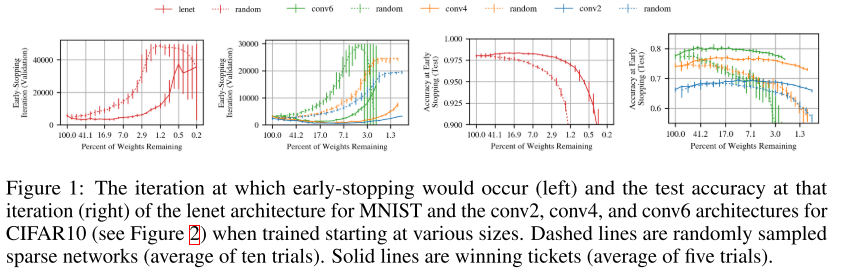 lenet random conv6 random conv4 random conv2 random
Early-Stopping
Iteration (Validation)
40000
20000
0
100.0 41.1 16.9 7.0 2.9 1.2 0.5 0.2
Percent of Weights Remaining
Early-Stopping
Iteration (Validation)
30000
20000
10000
0
100.0 41.2 17.0 7.1 3.0 1.3
Percent of Weights Remaining
Accuracy at Early
Stopping (Test)
1.000
0.975
0.950
0.925
0.900
100.0 41.1 16.9 7.0 2.9 1.2 0.5 0.2
Percent of Weights Remaining
Accuracy at Early
Stopping (Test)
0.8
0.7
0.6
100.0 41.2 17.0 7.1 3.0 1.3
Percent of Weights Remaining
Figure 1: The iteration at which early-stopping would occur (left) and the test accuracy at that
iteration (right) of the lenet architecture for MNIST and the conv2, conv4, and conv6 architectures for
CIFAR10 (see Figure 2) when trained starting at various sizes. Dashed lines are randomly sampled
sparse networks (average of ten trials). Solid lines are winning tickets (average of five trials).